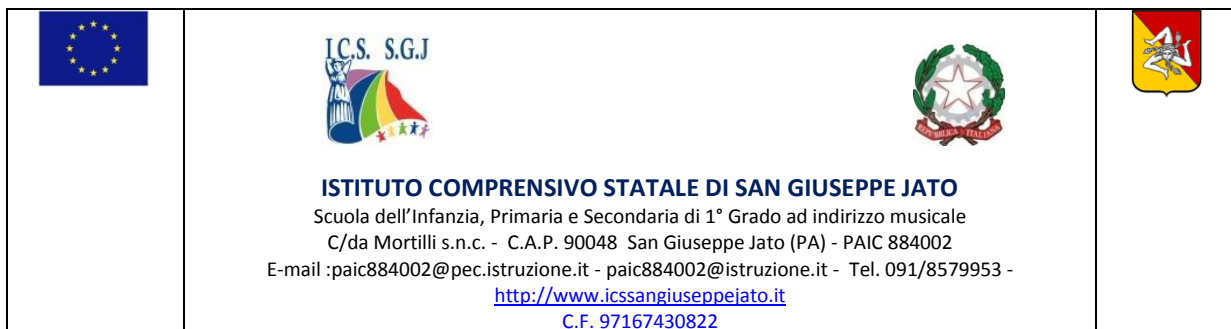 I.C.S. S.G.J
REPVBBLICA ITALIANA
ISTITUTO COMPRENSIVO STATALE DI SAN GIUSEPPE JATO
Scuola dell'Infanzia, Primaria e Secondaria di 1° Grado ad indirizzo musicale
C/da Mortilli s.n.c. - C.A.P. 90048 San Giuseppe Jato (PA) - PAIC 884002
E-mail :paic884002@pec.istruzione.it - paic884002@istruzione.it - Tel. 091/8579953 -
http://www.icssangiuseppejato.it
C.F. 97167430822